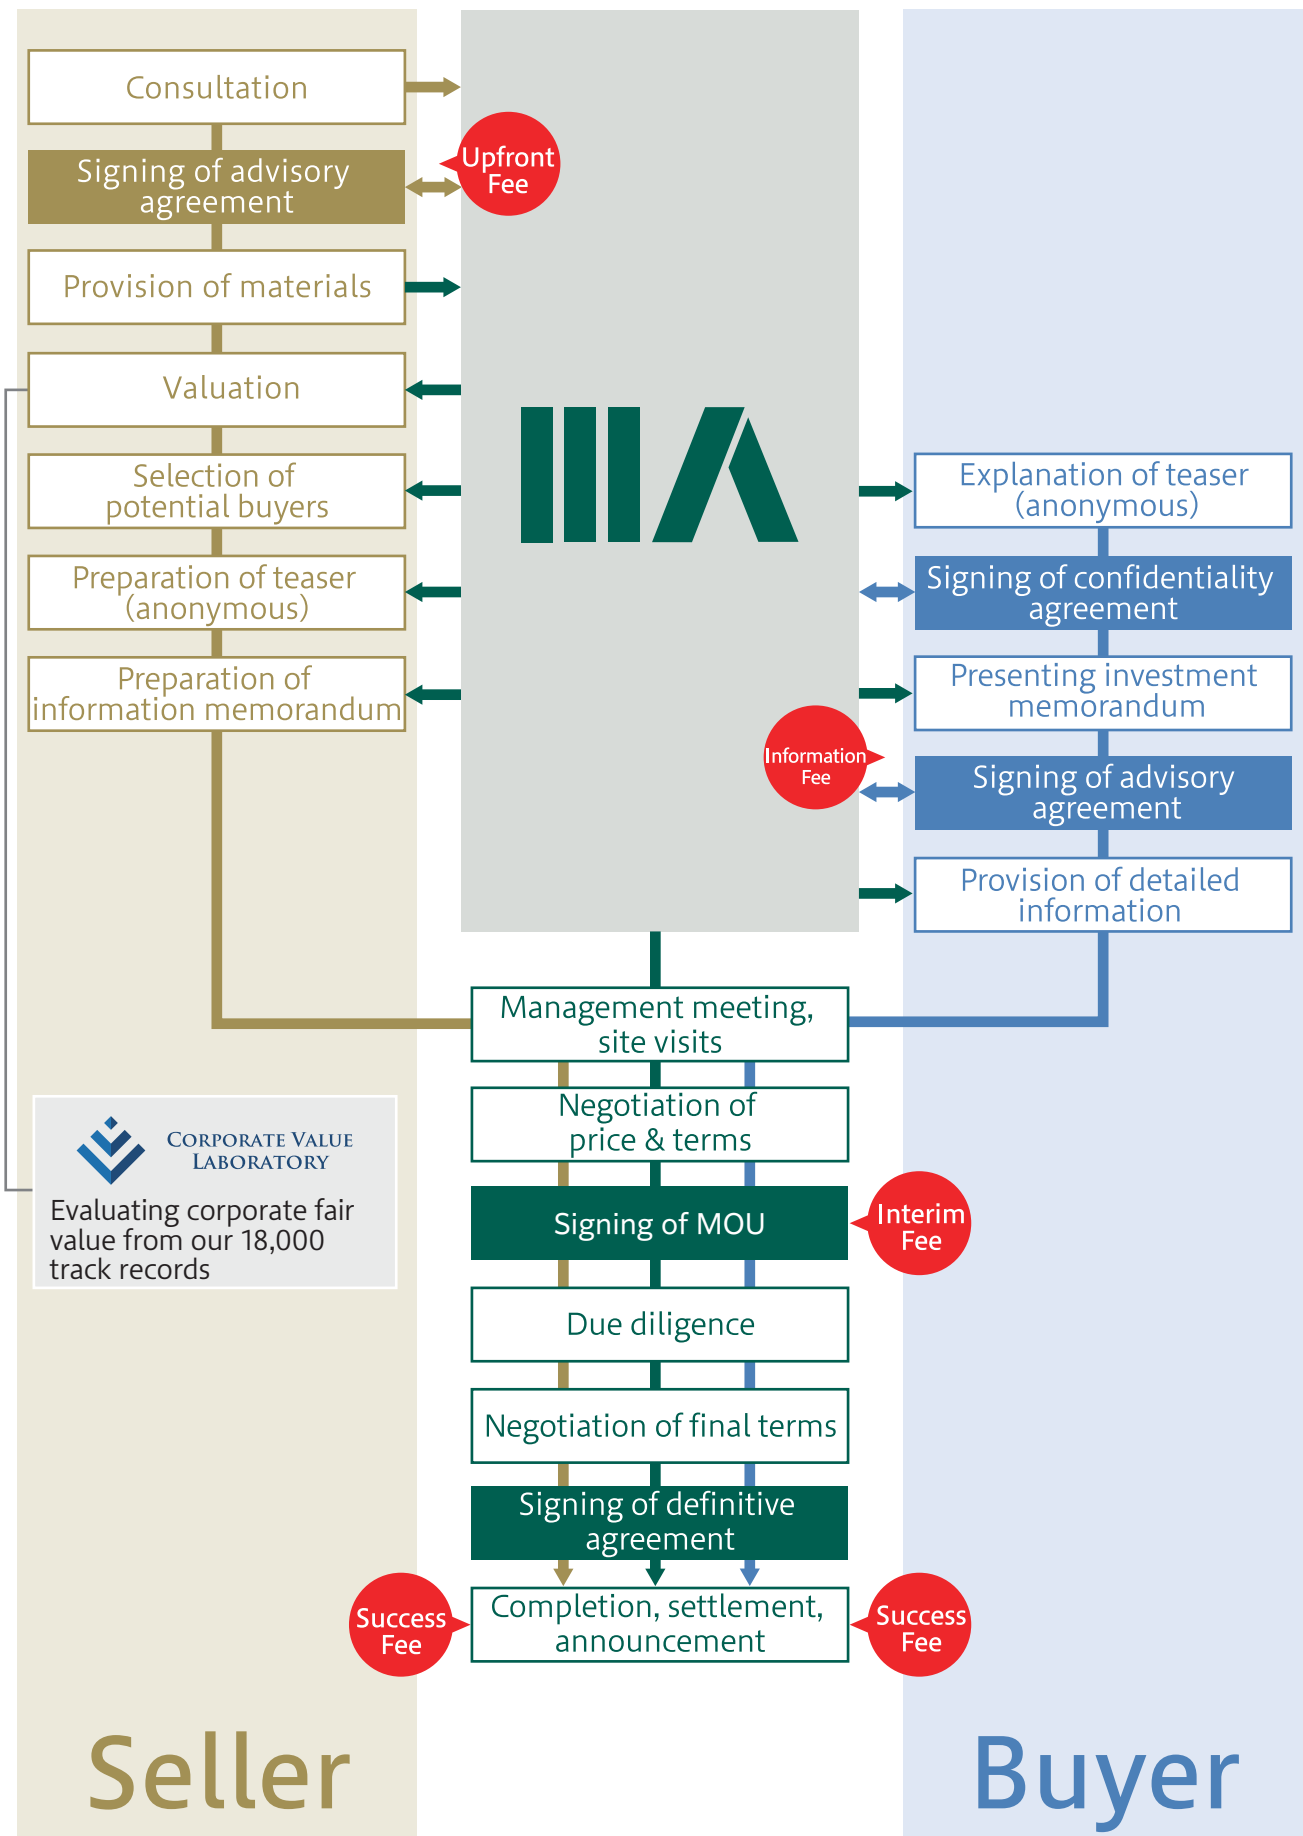 Consultation
Signing of advisory
agreement
Upfront
Fee
Provision of materials
Valuation
Selection of
potential buyers
Preparation of teaser
(anonymous)
Preparation of
information memorandum
Explanation of teaser
(anonymous)
Signing of confidentiality
agreement
Presenting investment
memorandum
Information
Fee
Signing of advisory
agreement
Provision of detailed
information
Management meeting,
site visits
Negotiation of
price & terms
CORPORATE VALUE
LABORATORY
Evaluating corporate fair
value from our 18,000
track records
Signing of MOU
Interim
Fee
Due diligence
Negotiation of final terms
Signing of definitive
agreement
Success
Fee
Completion, settlement,
announcement
Success
Fee
Seller
Buyer